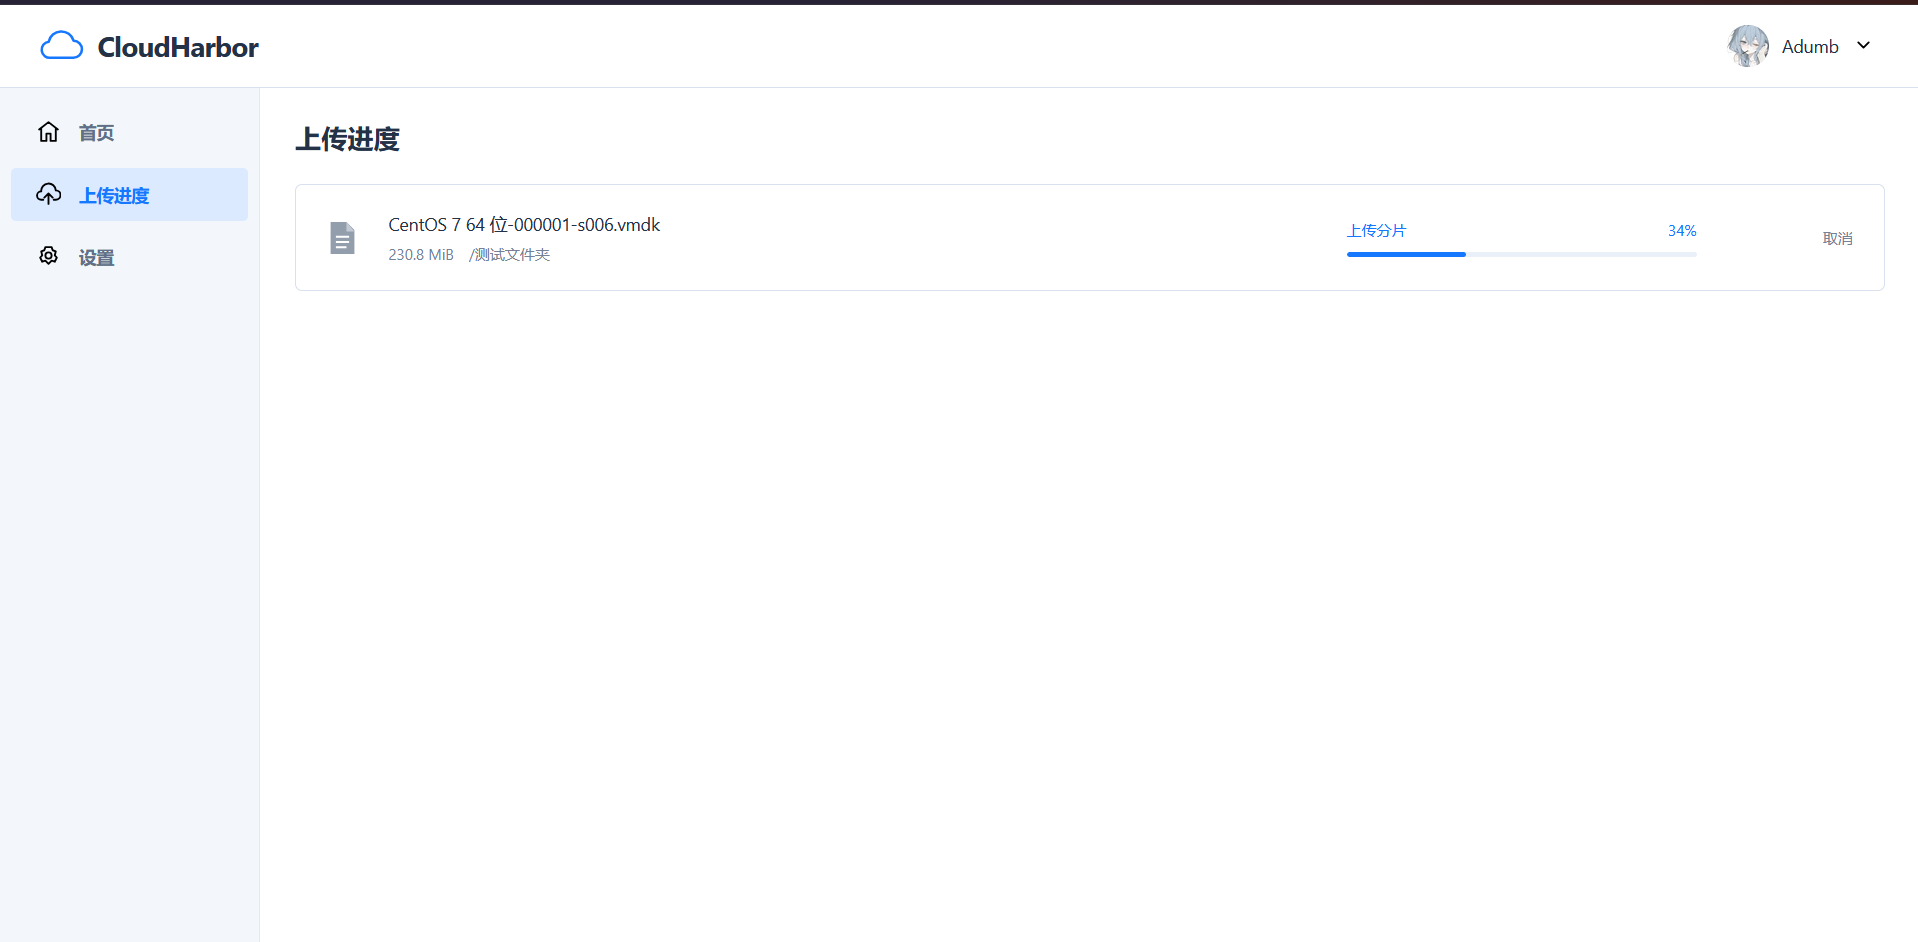 CloudHarbor
Adumb
首页
上传进度
设置
上传进度
CentOS 7 64 位-000001-s006.vmdk
230.8 MiB /测试文件夹
上传分片 34%
取消